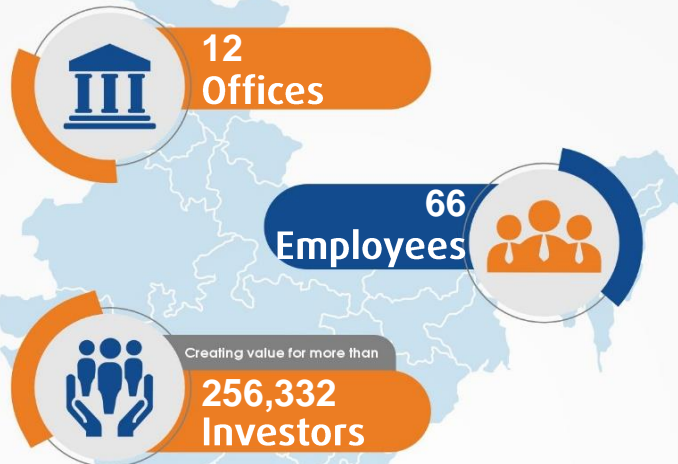 12
Offices
66
Employees
Creating value for more than
256,332
Investors